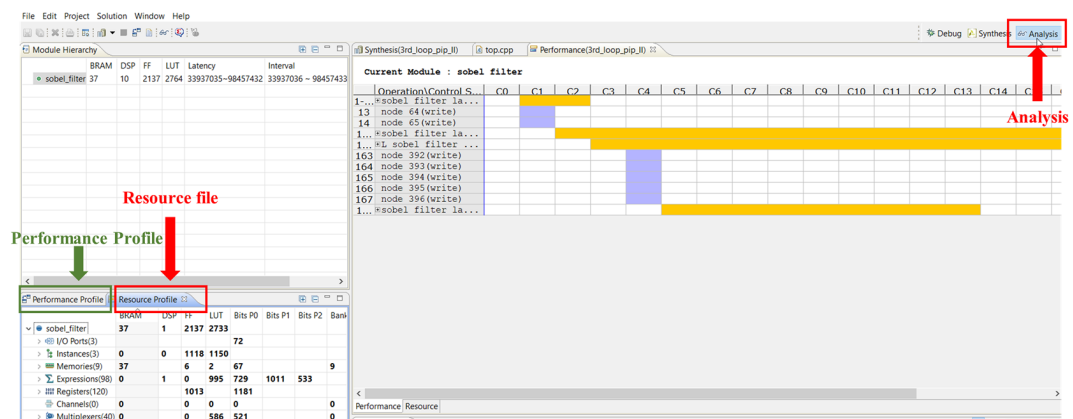 File Edit Project Solution Window Help
Debug Synthesis Analysis
Module Hierarchy
BRAM DSP FF LUT Latency Interval
sobel_filter 37 10 2137 2764 33937035~98457432 33937036 ~ 98457433
Resource file
Performance Profile
Performance Profile Resource Profile
BRAM DSP FF LUT Bits P0 Bits P1 Bits P2 Bank
sobel_filter 37 1 2137 2733
I/O Ports(3) 72
Instances(3) 0 0 1118 1150
Memories(9) 37 6 2 67 9
Expressions(98) 0 1 0 995 729 1011 533
Registers(120) 1013 1181
Channels(0) 0 0 0 0 0
Multiplexers(40) 0 0 586 521 0
Synthesis(3rd_loop_pip_II) top.cpp Performance(3rd_loop_pip_II)
Current Module : sobel filter
Operation\Control S... C0 C1 C2 C3 C4 C5 C6 C7 C8 C9 C10 C11 C12 C13 C14
1-... sobel filter la...
13 node 64(write)
14 node 65(write)
1... sobel filter la...
1... L sobel filter ...
163 node 392(write)
164 node 393(write)
165 node 394(write)
166 node 395(write)
167 node 396(write)
1... sobel filter la...
Analysis
Performance Resource